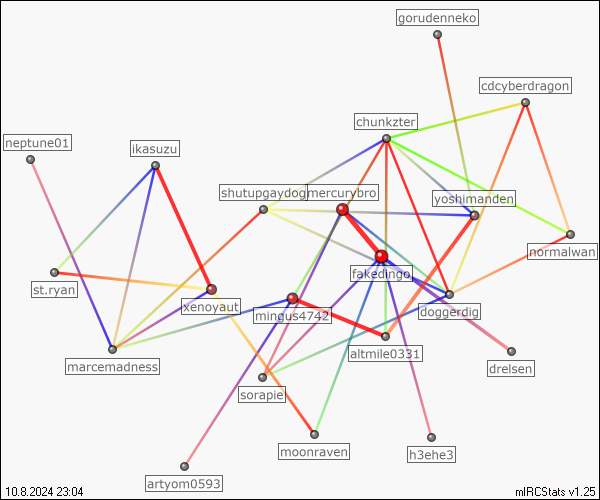 gorudenneko
cdcyberdragon
chunkzter
neptune01
ikasuzu
shutupgaydog
mercurybro
yoshimanden
normalwan
fakedingo
st.ryan
xenoyaut
mingus4742
doggerdig
altmile0331
marcemadness
drelsen
sorapie
moonraven
h3ehe3
artyom0593
10.8.2024 23:04
mIRCStats v1.25